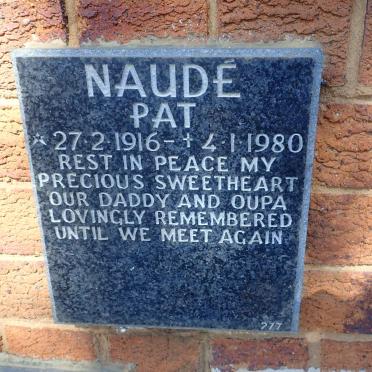 NAUDÉ
PAT
* 27·2·1916 - + 4·1·1980
REST IN PEACE MY
PRECIOUS SWEETHEART
OUR DADDY AND OUPA
LOVINGLY REMEMBERED
UNTIL WE MEET AGAIN
277